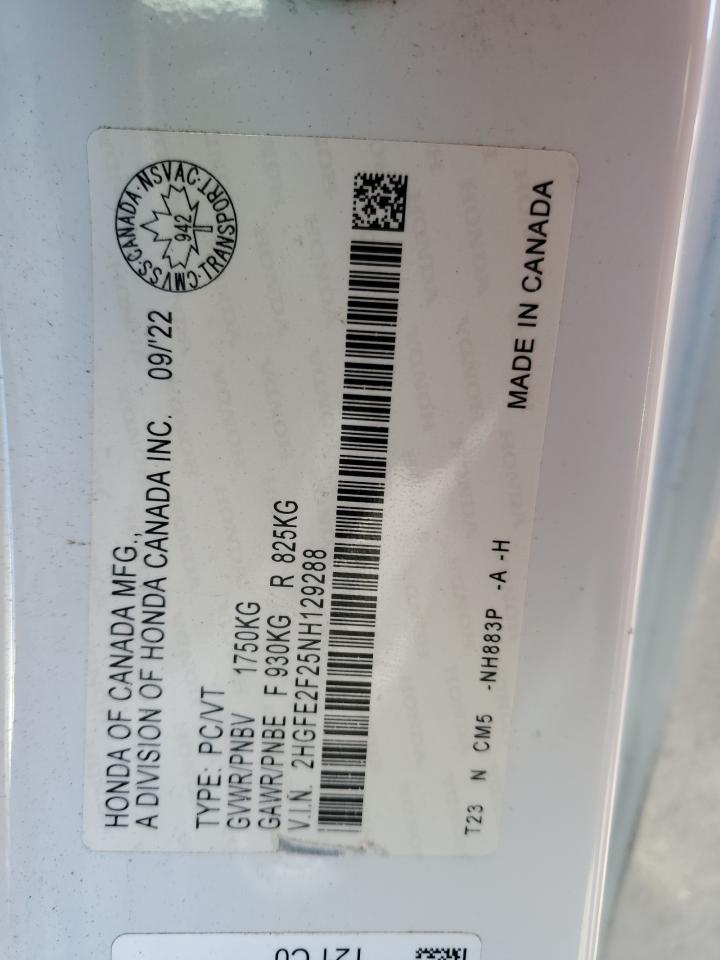 HONDA OF CANADA MFG.,
A DIVISION OF HONDA CANADA INC. 09/'22
CMVSS·CANADA·NSVAC·TRANSPORT·
942
TYPE: PC/VT
GVWR/PNBV 1750KG
GAWR/PNBE F 930KG R 825KG
V.I.N. 2HGFE2F25NH129288
T23 N CM5 -NH883P -A -H
MADE IN CANADA